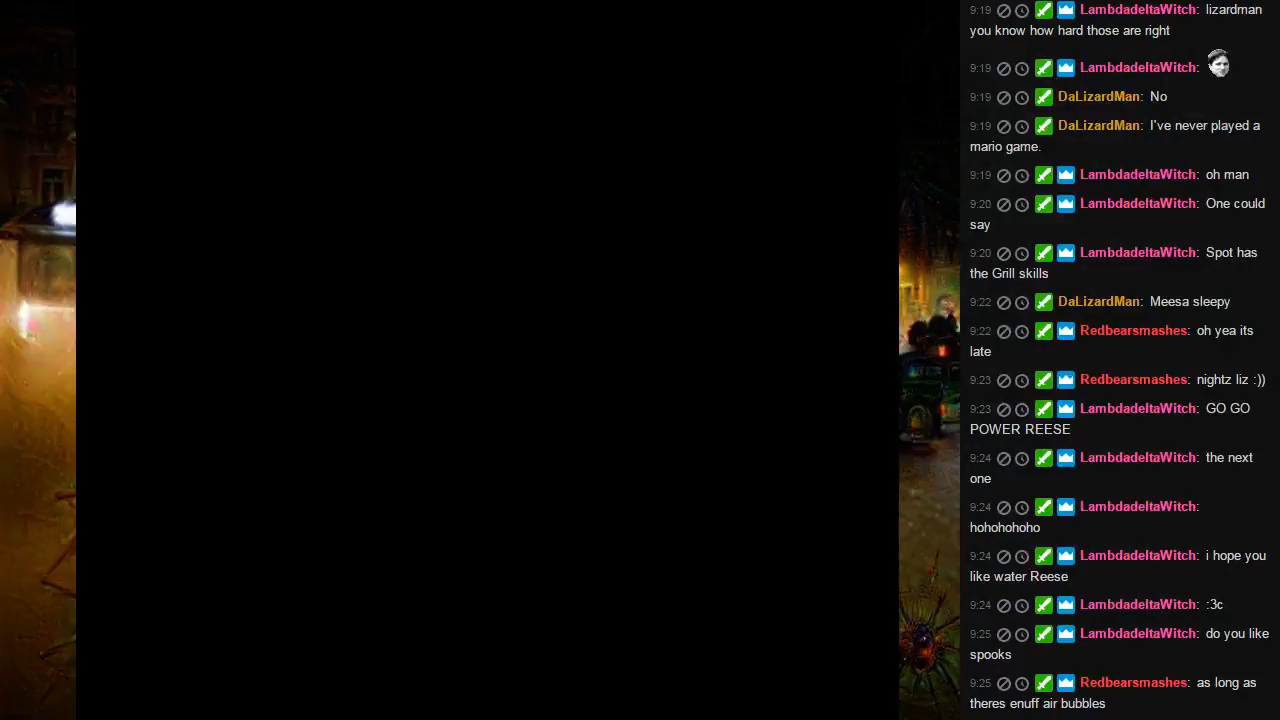 9:19 LambdadeltaWitch: lizardman
you know how hard those are right
9:19 LambdadeltaWitch:
9:19 DaLizardMan: No
9:19 DaLizardMan: I've never played a
mario game.
9:19 LambdadeltaWitch: oh man
9:20 LambdadeltaWitch: One could
say
9:20 LambdadeltaWitch: Spot has
the Grill skills
9:22 DaLizardMan: Meesa sleepy
9:22 Redbearsmashes: oh yea its
late
9:23 Redbearsmashes: nightz liz :))
9:23 LambdadeltaWitch: GO GO
POWER REESE
9:24 LambdadeltaWitch: the next
one
9:24 LambdadeltaWitch:
hohohohoho
9:24 LambdadeltaWitch: i hope you
like water Reese
9:24 LambdadeltaWitch: :3c
9:25 LambdadeltaWitch: do you like
spooks
9:25 Redbearsmashes: as long as
theres enuff air bubbles